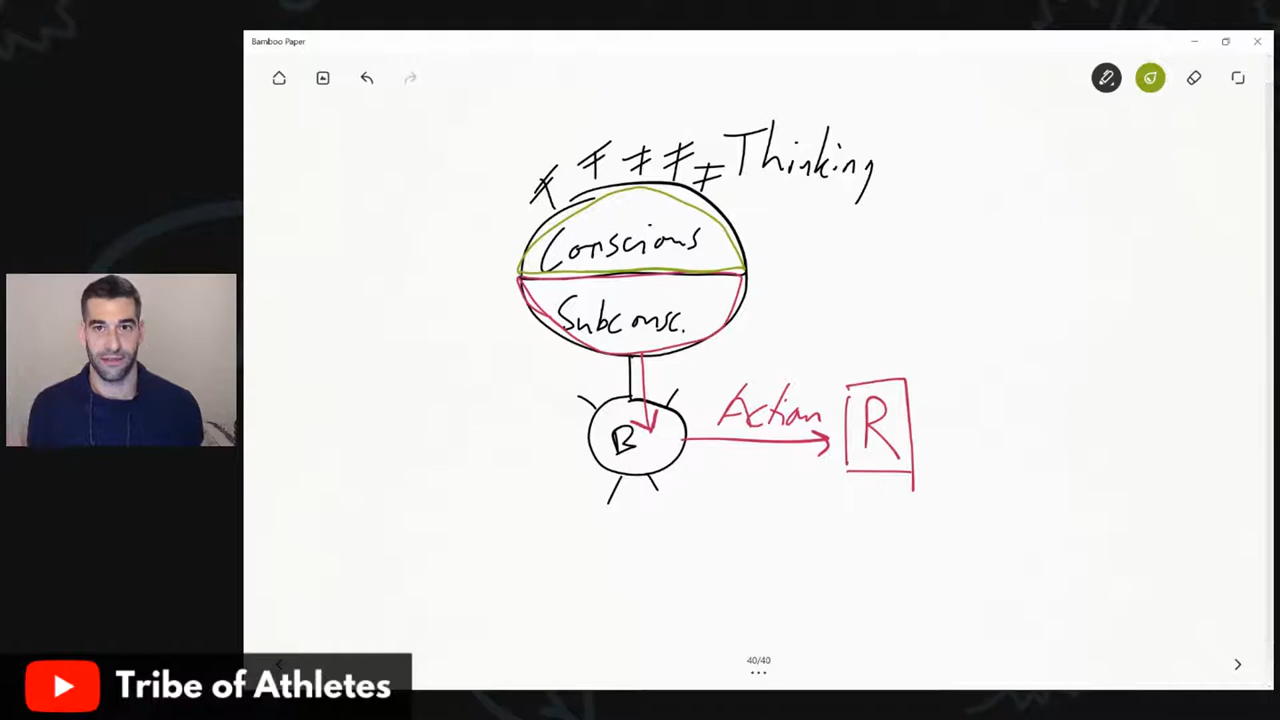 Bamboo Paper
Thinking
Conscious
Subconsc.
Action
R
B
40/40
Tribe of Athletes